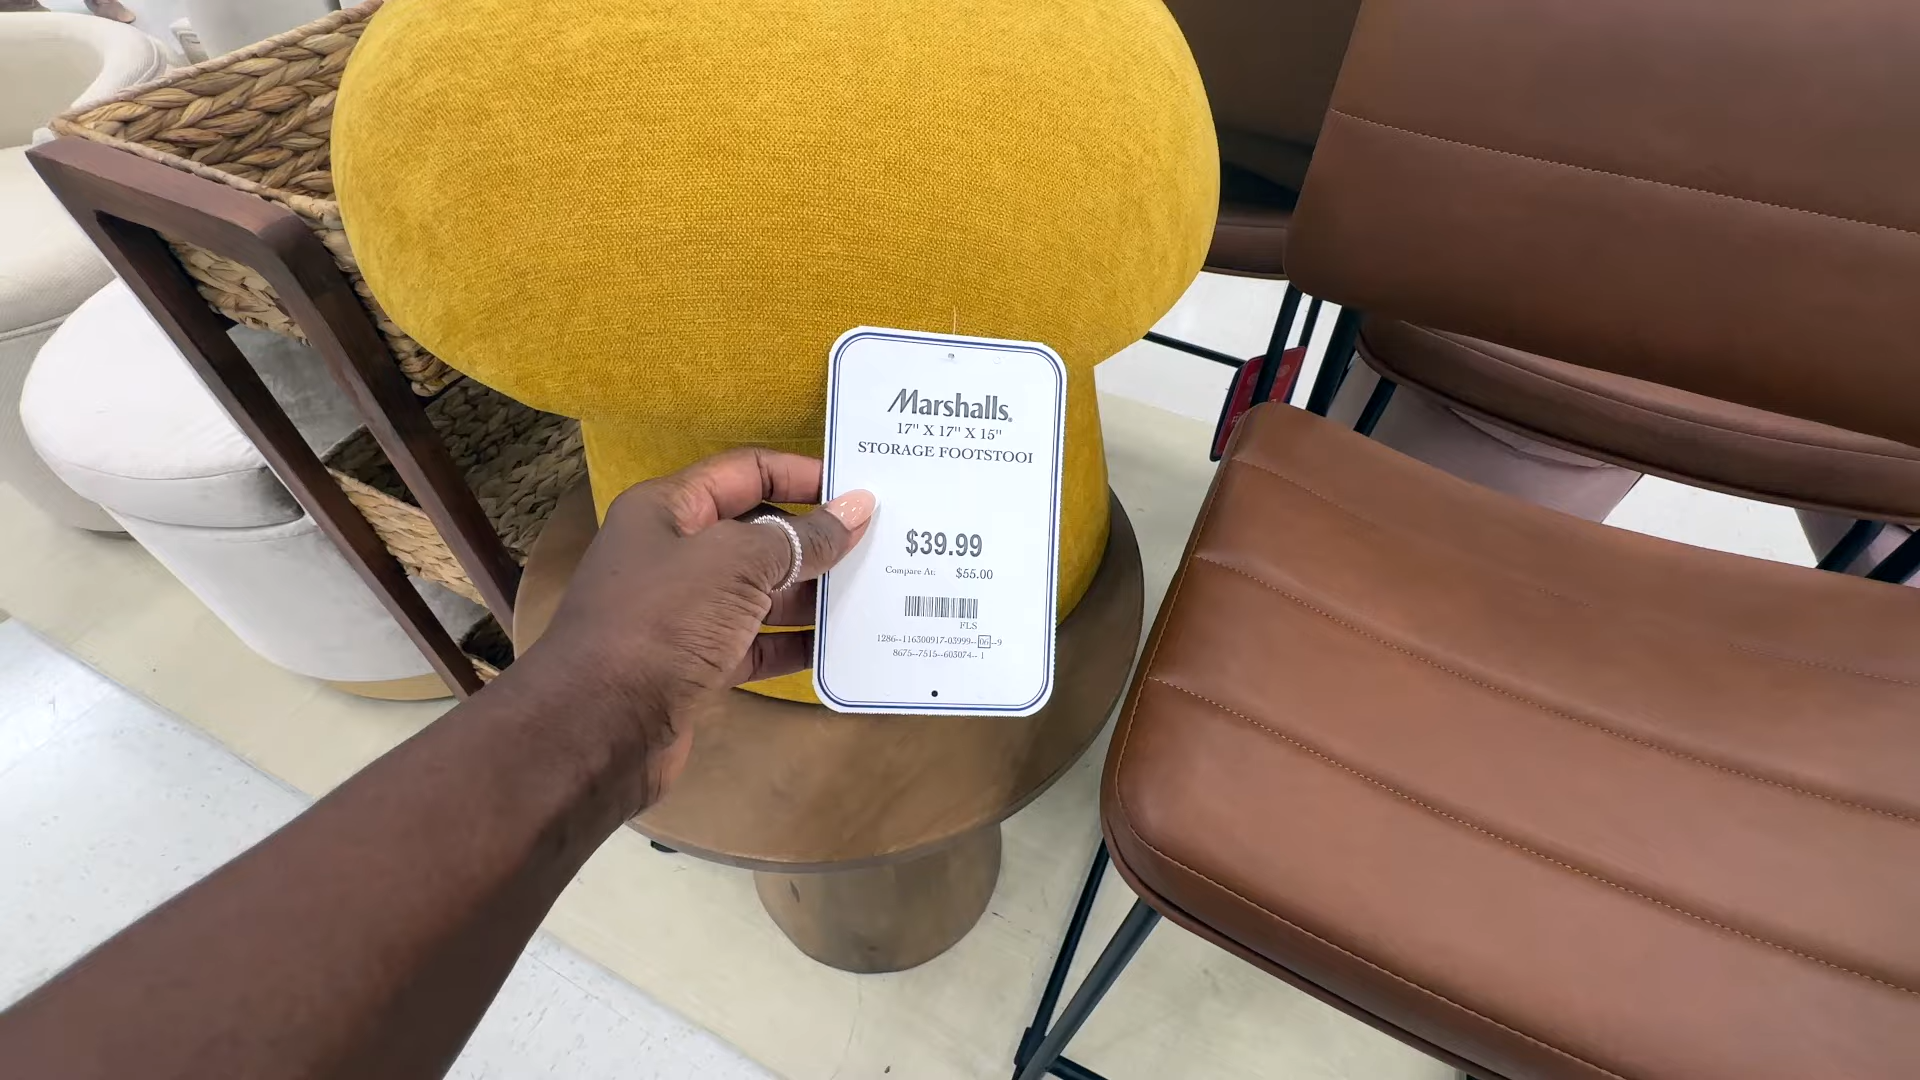 Marshalls.
17" X 17" X 15"
STORAGE FOOTSTOOl
$39.99
Compare At: $55.00
FLS
1286--116300917-03999--06--9
8675--7515--603074-- 1